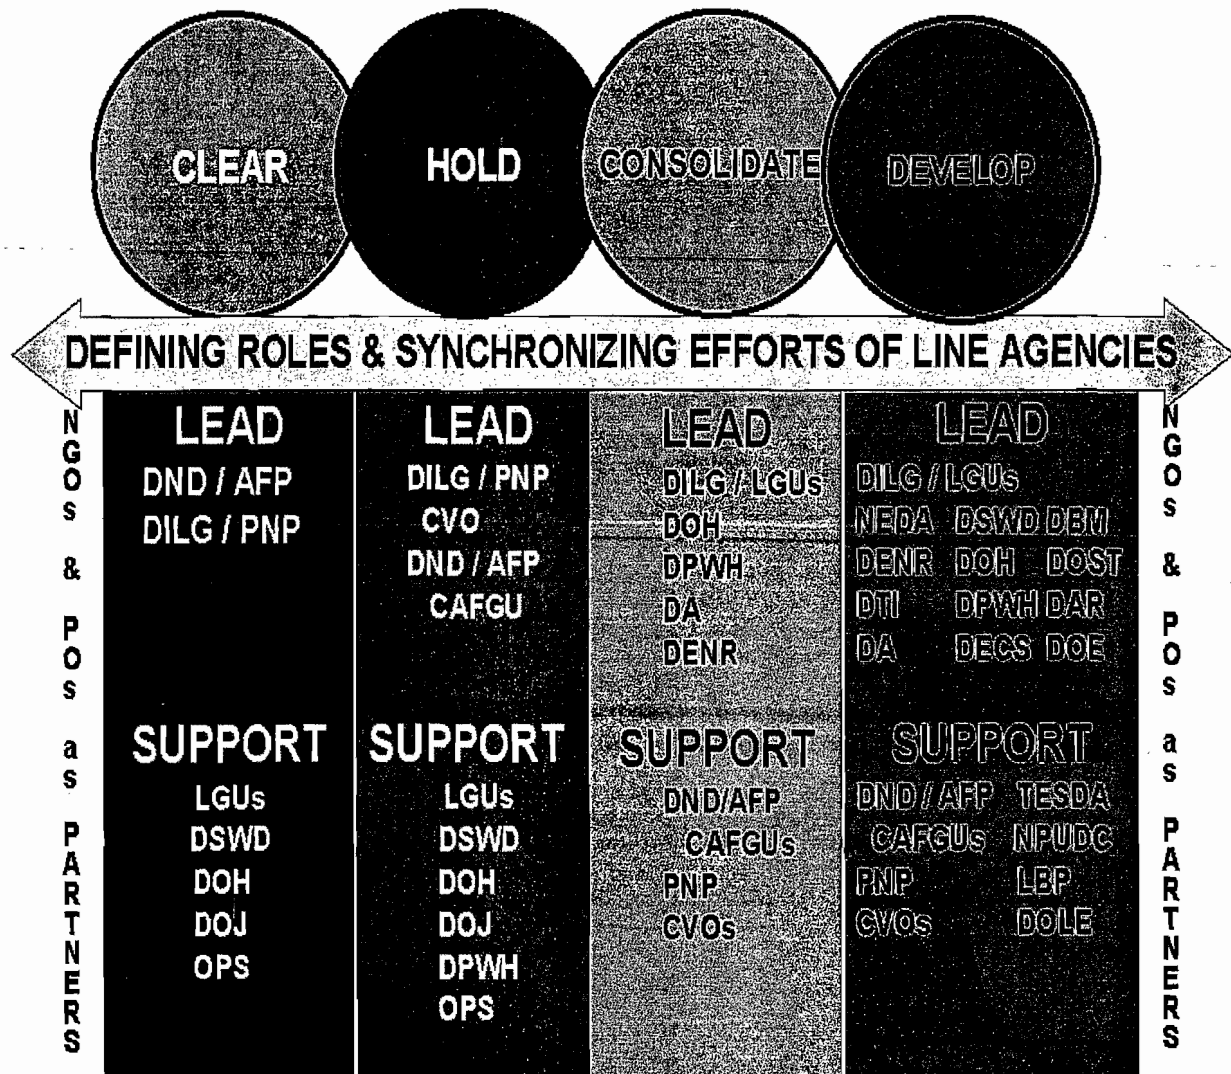 CLEAR
HOLD
CONSOLIDATE
DEVELOP
DEFINING ROLES & SYNCHRONIZING EFFORTS OF LINE AGENCIES
NGOs & POs as PARTNERS
LEAD
DND / AFP
DILG / PNP
SUPPORT
LGUs
DSWD
DOH
DOJ
OPS
LEAD
DILG / PNP
CVO
DND / AFP
CAFGU
SUPPORT
LGUs
DSWD
DOH
DOJ
DPWH
OPS
LEAD
DILG / LGUs
DOH
DPWH
DA
DENR
SUPPORT
DND/AFP
CAFGUs
PNP
CVOs
LEAD
DILG / LGUs
NEDA DSWD DBM
DENR DOH DOST
DTI DPWH DAR
DA DECS DOE
SUPPORT
DND / AFP TESDA
CAFGUs NPUDC
PNP LBP
CVOs DOLE
NGOs & POs as PARTNERS